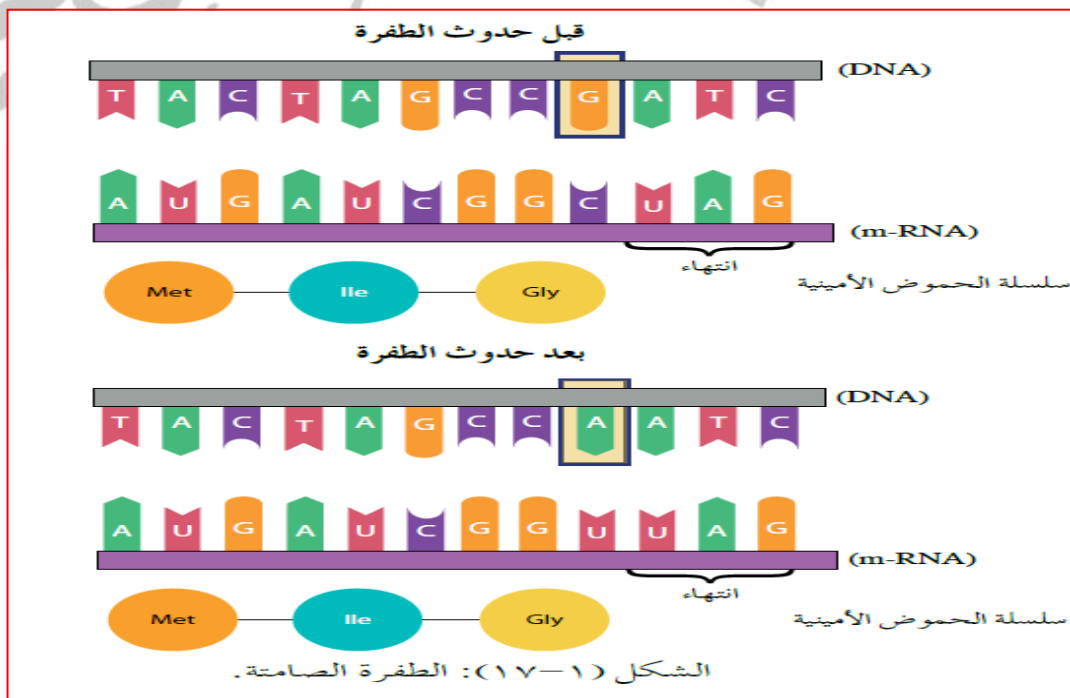 قبل حدوث الطفرة
(DNA)
T A C T A G C C G A T C
A U G A U C G G C U A G
(m-RNA)
انتهاء
Met Ile Gly
سلسلة الحموض الأمينية
بعد حدوث الطفرة
(DNA)
T A C T A G C C A A T C
A U G A U C G G U U A G
(m-RNA)
انتهاء
Met Ile Gly
سلسلة الحموض الأمينية
الشكل (١-١٧): الطفرة الصامتة.